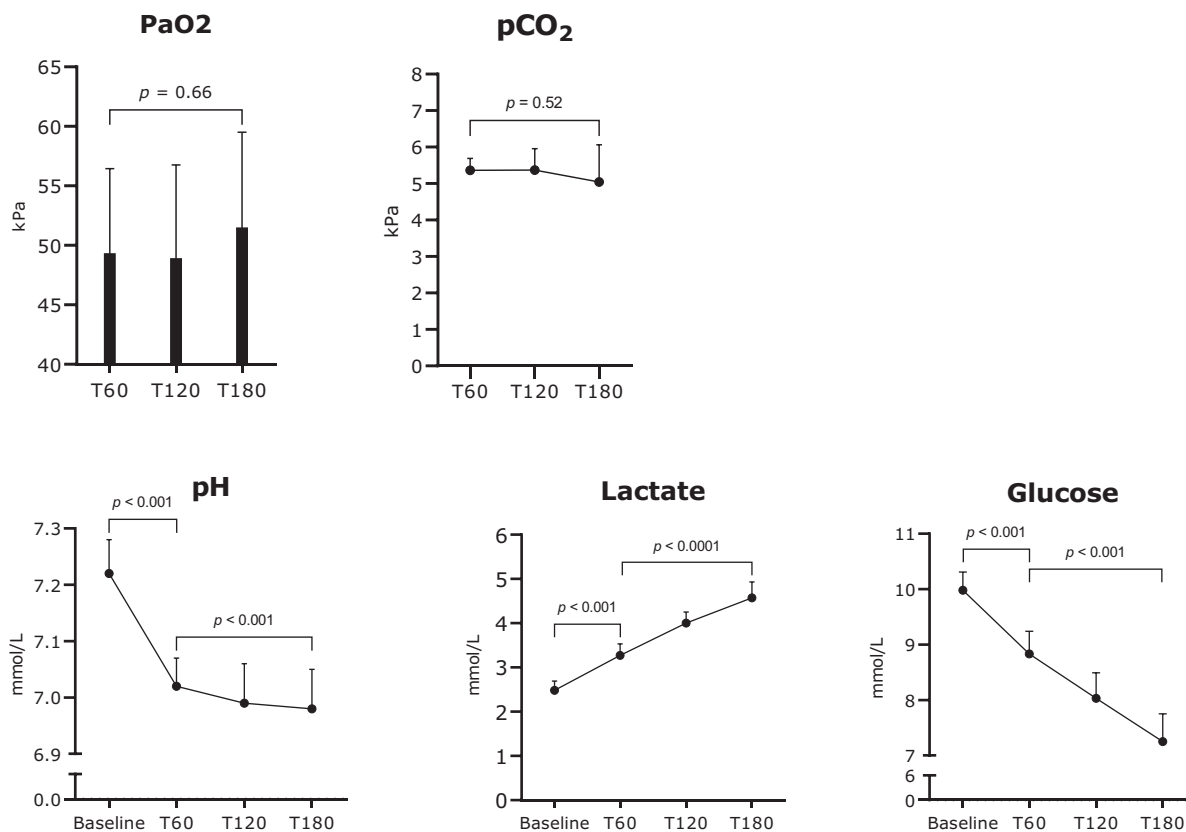 PaO2
65
60
55
50
45
40
kPa
p = 0.66
T60 T120 T180
pCO₂
8
7
6
5
4
3
2
1
0
kPa
p = 0.52
T60 T120 T180
pH
7.3
7.2
7.1
7.0
6.9
0.0
mmol/L
p < 0.001
p < 0.001
Baseline T60 T120 T180
Lactate
6
5
4
3
2
1
0
mmol/L
p < 0.0001
p < 0.001
Baseline T60 T120 T180
Glucose
11
10
9
8
7
6
0
mmol/L
p < 0.001
p < 0.001
Baseline T60 T120 T180